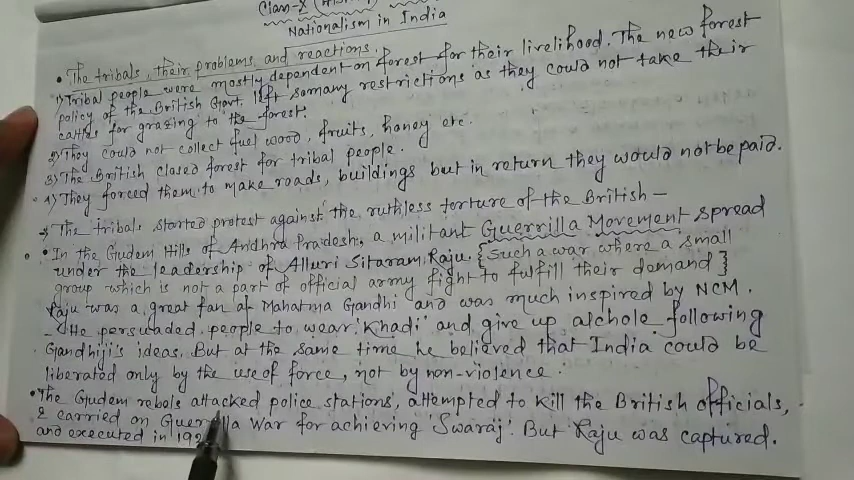 Class-X (
Nationalism in India
• The tribals, their problems and reactions.
1) Tribal people were mostly dependent on forest for their livelihood. The new forest
policy of the British Govt. left somany restrictions as they could not take their
cattles for grazing to the forest.
2) They could not collect fuel wood, fruits, honey etc.
3) The British closed forest for tribal people.
4) They forced them to make roads, buildings but in return they would not be paid.
The tribals started protest against the ruthless torture of the British –
• In the Gudem Hills of Andhra Pradesh, a militant Guerrilla Movement spread
under the leadership of Alluri Sitaram Raju. {Such a war where a small
group which is not a part of official army fight to fulfill their demand}
Raju was a great fan of Mahatma Gandhi and was much inspired by NCM.
– He persuaded people to wear 'Khadi' and give up alchole following
Gandhiji's ideas. But at the same time he believed that India could be
liberated only by the use of force, not by non-violence.
• The Gudem rebels attacked police stations, attempted to kill the British officials,
& carried on Guerrilla War for achieving 'Swaraj'. But Raju was captured.
and executed in 192